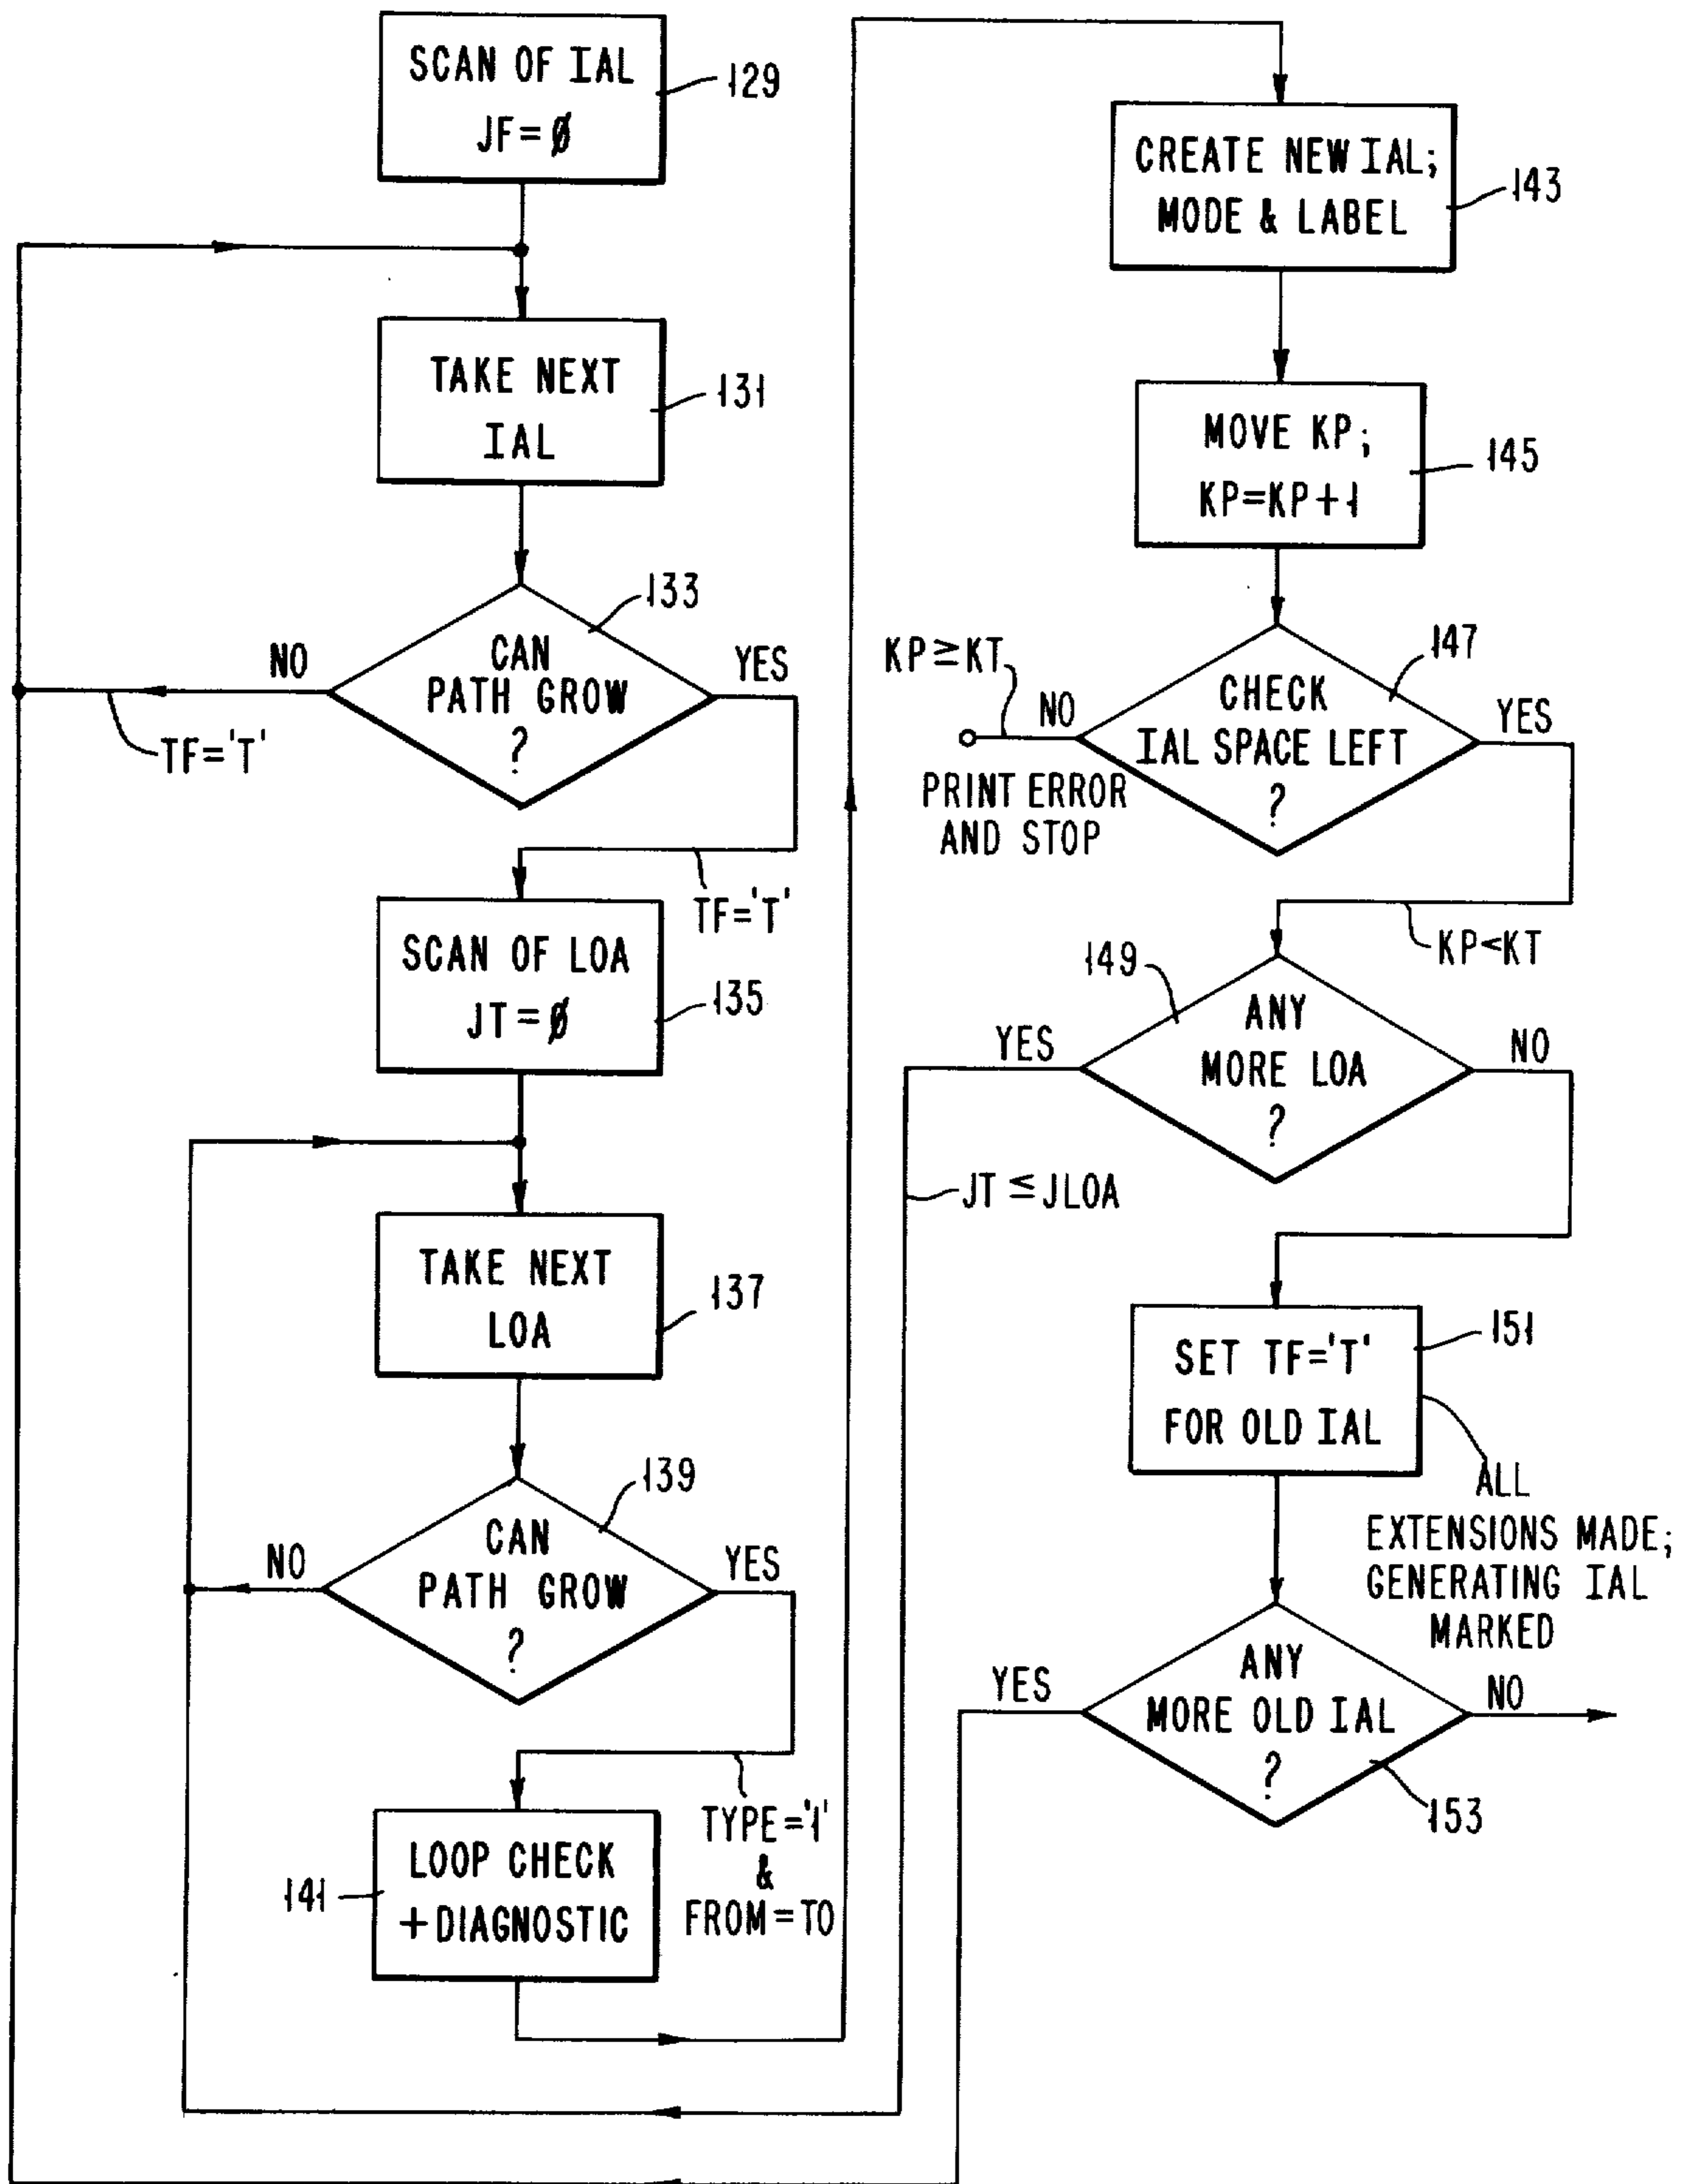 SCAN OF IAL
JF=Ø
129
TAKE NEXT
IAL
131
133
CAN
PATH GROW
?
NO
YES
TF='T'
TF='T'
SCAN OF LOA
JT=Ø
135
TAKE NEXT
LOA
137
139
CAN
PATH GROW
?
NO
YES
TYPE='1'
&
FROM=TO
LOOP CHECK
+DIAGNOSTIC
141
CREATE NEW IAL;
MODE & LABEL
143
MOVE KP;
KP=KP+1
145
147
CHECK
IAL SPACE LEFT
?
KP≥KT
NO
YES
PRINT ERROR
AND STOP
KP<KT
149
ANY
MORE LOA
?
YES
NO
JT≤JLOA
SET TF='T'
FOR OLD IAL
151
ALL
EXTENSIONS MADE;
GENERATING IAL
MARKED
ANY
MORE OLD IAL
?
YES
NO
153